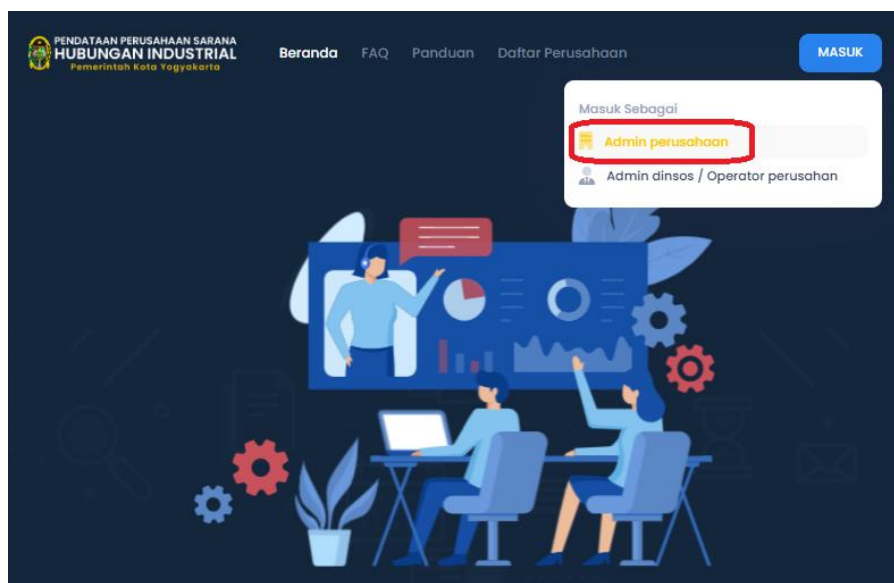 PENDATAAN PERUSAHAAN SARANA
HUBUNGAN INDUSTRIAL
Pemerintah Kota Yogyakarta
Beranda FAQ Panduan Daftar Perusahaan MASUK
Masuk Sebagai
Admin perusahaan
Admin dinsos / Operator perusahan